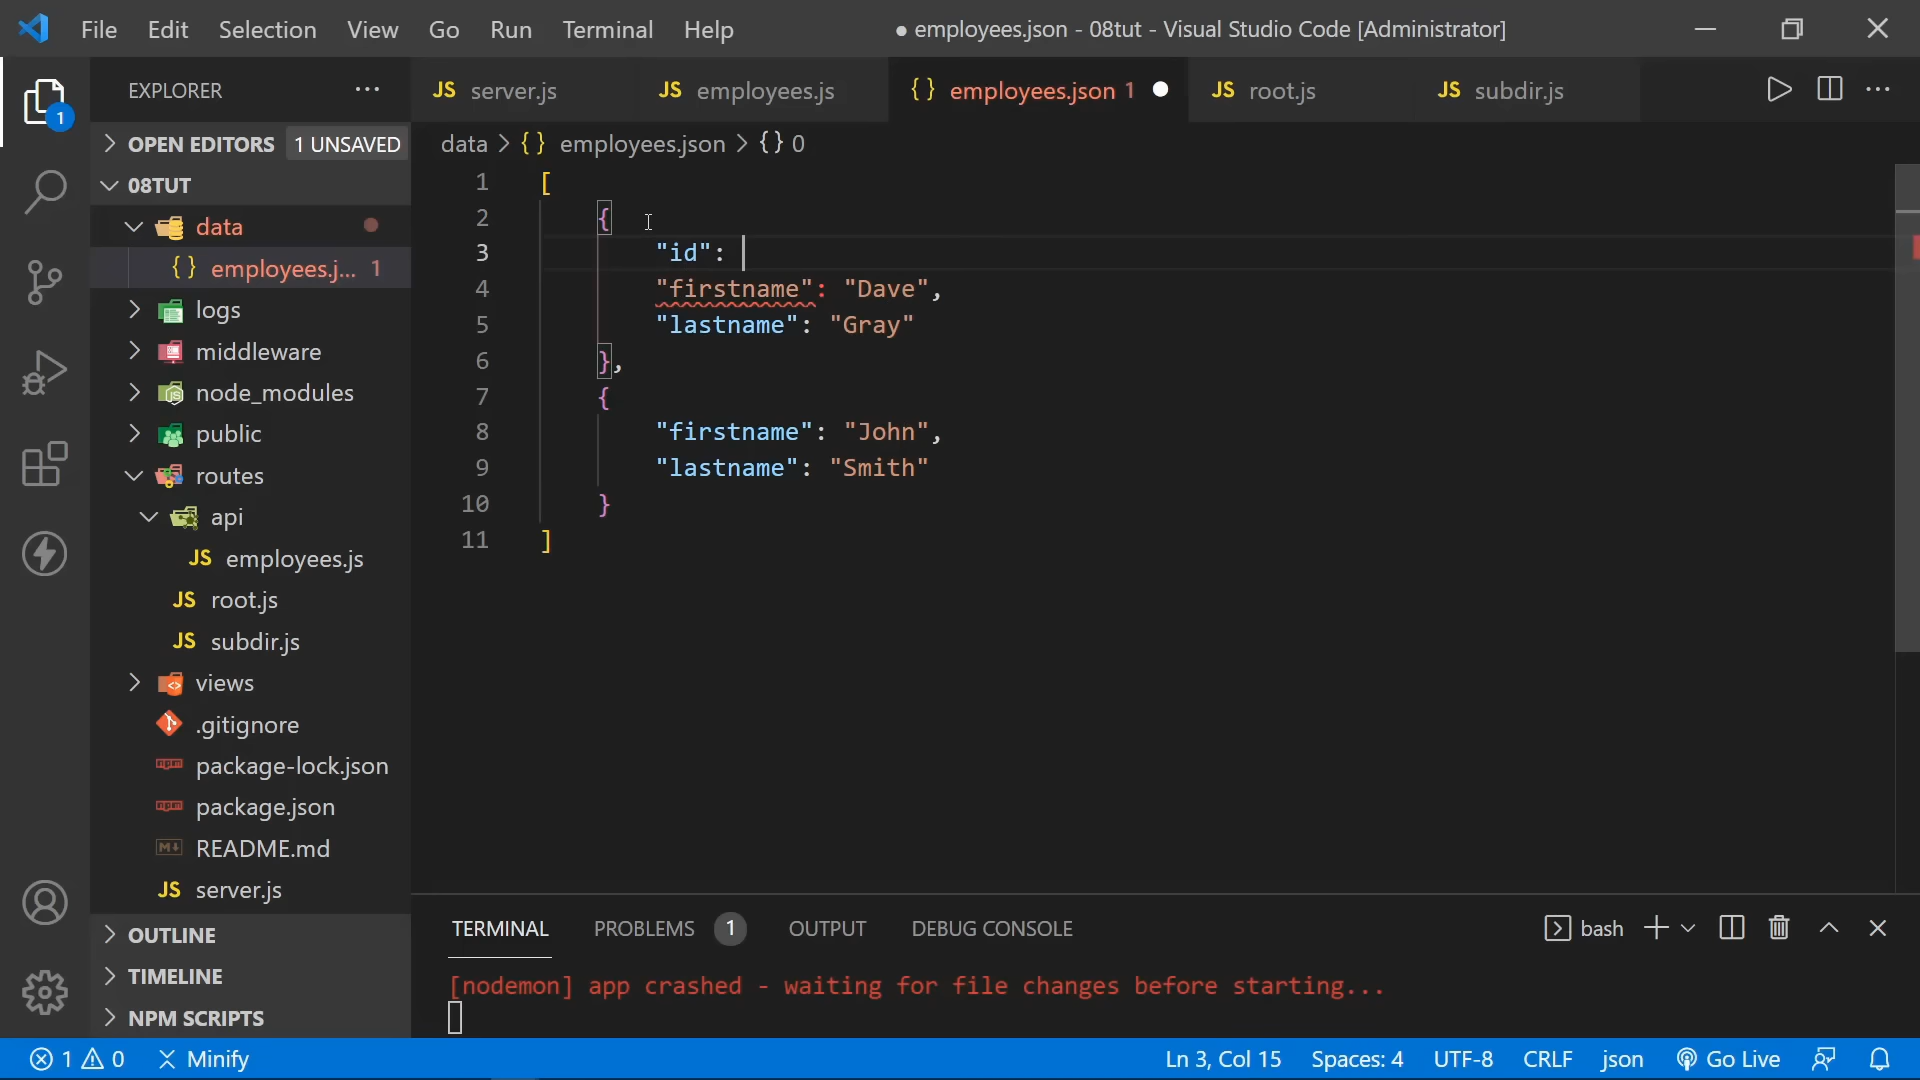 File Edit Selection View Go Run Terminal Help ● employees.json - 08tut - Visual Studio Code [Administrator]
EXPLORER ...
1
OPEN EDITORS 1 UNSAVED
08TUT
data
employees.j... 1
logs
middleware
node_modules
public
routes
api
JS employees.js
JS root.js
JS subdir.js
views
.gitignore
package-lock.json
package.json
README.md
JS server.js
OUTLINE
TIMELINE
NPM SCRIPTS
JS server.js JS employees.js {} employees.json 1 ● JS root.js JS subdir.js
data > {} employees.json > {} 0
1 [
2 {
3 "id":
4 "firstname": "Dave",
5 "lastname": "Gray"
6 },
7 {
8 "firstname": "John",
9 "lastname": "Smith"
10 }
11 ]
TERMINAL PROBLEMS 1 OUTPUT DEBUG CONSOLE bash
[nodemon] app crashed - waiting for file changes before starting...
1 0 Minify Ln 3, Col 15 Spaces: 4 UTF-8 CRLF json Go Live